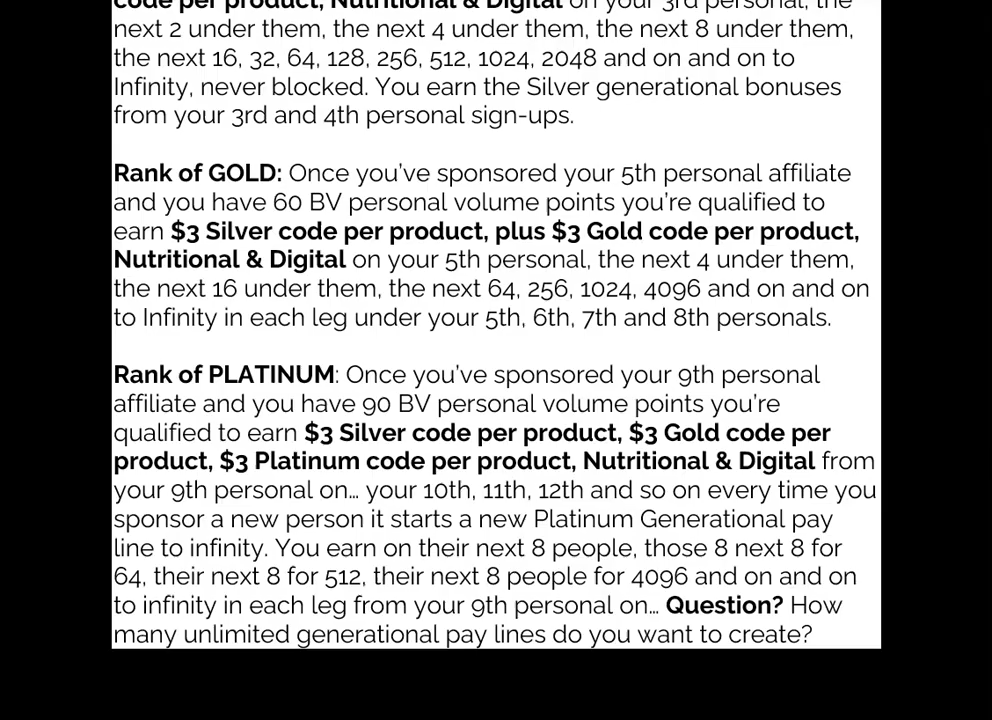 code per product, Nutritional & Digital on your 3rd personal, the
next 2 under them, the next 4 under them, the next 8 under them,
the next 16, 32, 64, 128, 256, 512, 1024, 2048 and on and on to
Infinity, never blocked. You earn the Silver generational bonuses
from your 3rd and 4th personal sign-ups.
Rank of GOLD: Once you've sponsored your 5th personal affiliate
and you have 60 BV personal volume points you're qualified to
earn $3 Silver code per product, plus $3 Gold code per product,
Nutritional & Digital on your 5th personal, the next 4 under them,
the next 16 under them, the next 64, 256, 1024, 4096 and on and on
to Infinity in each leg under your 5th, 6th, 7th and 8th personals.
Rank of PLATINUM: Once you've sponsored your 9th personal
affiliate and you have 90 BV personal volume points you're
qualified to earn $3 Silver code per product, $3 Gold code per
product, $3 Platinum code per product, Nutritional & Digital from
your 9th personal on... your 10th, 11th, 12th and so on every time you
sponsor a new person it starts a new Platinum Generational pay
line to infinity. You earn on their next 8 people, those 8 next 8 for
64, their next 8 for 512, their next 8 people for 4096 and on and on
to infinity in each leg from your 9th personal on... Question? How
many unlimited generational pay lines do you want to create?